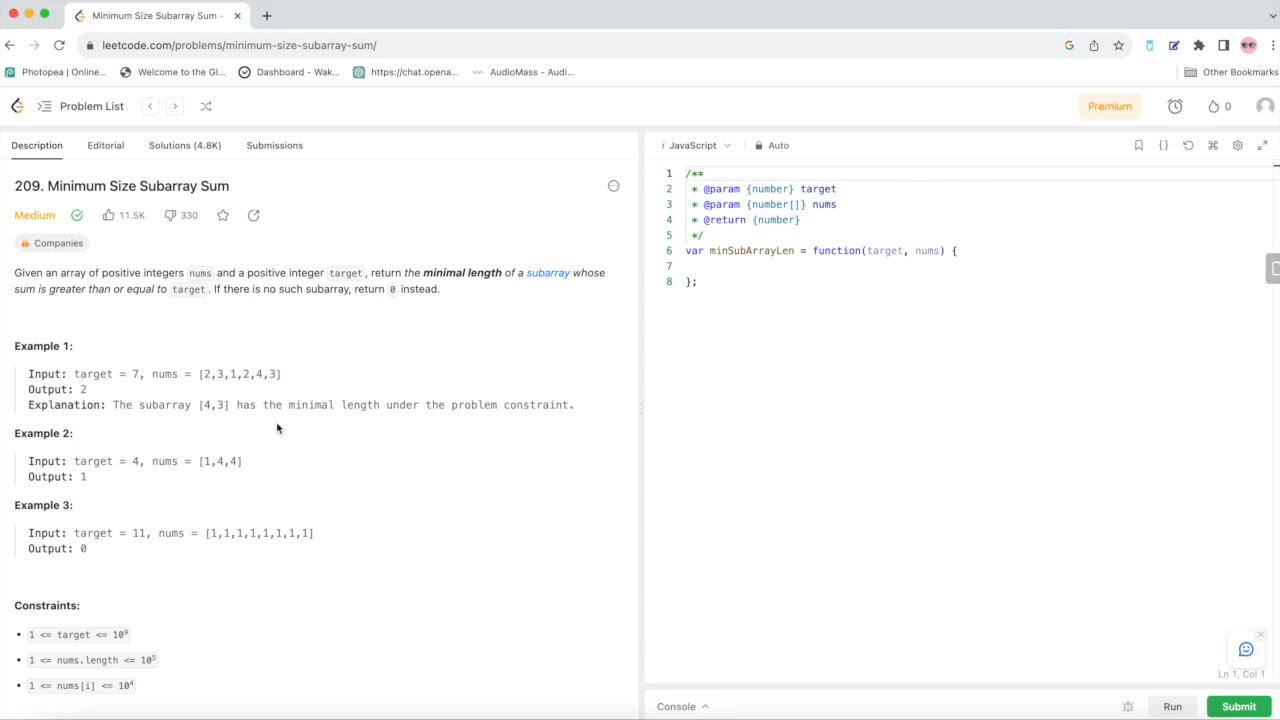 Minimum Size Subarray Sum -
leetcode.com/problems/minimum-size-subarray-sum/
Photopea | Online... Welcome to the Gl... Dashboard - Wak... https://chat.opena... AudioMass - Audi... Other Bookmarks
Problem List Premium 0
Description Editorial Solutions (4.8K) Submissions
209. Minimum Size Subarray Sum
Medium 11.5K 330
Companies
Given an array of positive integers nums and a positive integer target, return the minimal length of a subarray whose
sum is greater than or equal to target. If there is no such subarray, return 0 instead.
Example 1:
Input: target = 7, nums = [2,3,1,2,4,3]
Output: 2
Explanation: The subarray [4,3] has the minimal length under the problem constraint.
Example 2:
Input: target = 4, nums = [1,4,4]
Output: 1
Example 3:
Input: target = 11, nums = [1,1,1,1,1,1,1,1]
Output: 0
Constraints:
• 1 <= target <= 10⁹
• 1 <= nums.length <= 10⁵
• 1 <= nums[i] <= 10⁴
i JavaScript Auto
1 /**
2 * @param {number} target
3 * @param {number[]} nums
4 * @return {number}
5 */
6 var minSubArrayLen = function(target, nums) {
7
8 };
Ln 1, Col 1
Console Run Submit